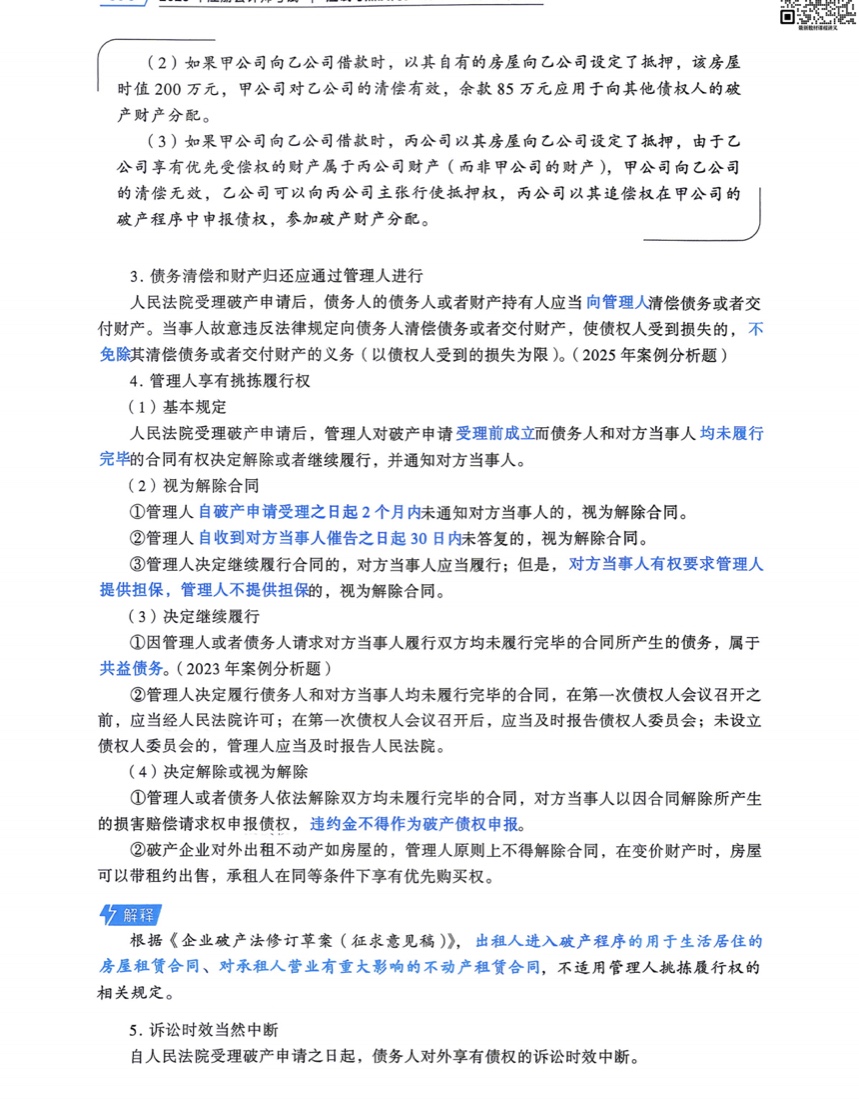 （2）如果甲公司向乙公司借款时，以其自有的房屋向乙公司设定了抵押，该房屋
时值 200 万元，甲公司对乙公司的清偿有效，余款 85 万元应用于向其他债权人的破
产财产分配。
（3）如果甲公司向乙公司借款时，丙公司以其房屋向乙公司设定了抵押，由于乙
公司享有优先受偿权的财产属于丙公司财产（而非甲公司的财产），甲公司向乙公司
的清偿无效，乙公司可以向丙公司主张行使抵押权，丙公司以其追偿权在甲公司的
破产程序中申报债权，参加破产财产分配。
3. 债务清偿和财产归还应通过管理人进行
人民法院受理破产申请后，债务人的债务人或者财产持有人应当向管理人清偿债务或者交
付财产。当事人故意违反法律规定向债务人清偿债务或者交付财产，使债权人受到损失的，不
免除其清偿债务或者交付财产的义务（以债权人受到的损失为限）。（2025 年案例分析题）
4. 管理人享有挑拣履行权
（1）基本规定
人民法院受理破产申请后，管理人对破产申请受理前成立而债务人和对方当事人均未履行
完毕的合同有权决定解除或者继续履行，并通知对方当事人。
（2）视为解除合同
①管理人自破产申请受理之日起 2 个月内未通知对方当事人的，视为解除合同。
②管理人自收到对方当事人催告之日起 30 日内未答复的，视为解除合同。
③管理人决定继续履行合同的，对方当事人应当履行；但是，对方当事人有权要求管理人
提供担保，管理人不提供担保的，视为解除合同。
（3）决定继续履行
①因管理人或者债务人请求对方当事人履行双方均未履行完毕的合同所产生的债务，属于
共益债务。（2023 年案例分析题）
②管理人决定履行债务人和对方当事人均未履行完毕的合同，在第一次债权人会议召开之
前，应当经人民法院许可；在第一次债权人会议召开后，应当及时报告债权人委员会；未设立
债权人委员会的，管理人应当及时报告人民法院。
（4）决定解除或视为解除
①管理人或者债务人依法解除双方均未履行完毕的合同，对方当事人以因合同解除所产生
的损害赔偿请求权申报债权，违约金不得作为破产债权申报。
②破产企业对外出租不动产如房屋的，管理人原则上不得解除合同，在变价财产时，房屋
可以带租约出售，承租人在同等条件下享有优先购买权。
解释
根据《企业破产法修订草案（征求意见稿）》，出租人进入破产程序的用于生活居住的
房屋租赁合同、对承租人营业有重大影响的不动产租赁合同，不适用管理人挑拣履行权的
相关规定。
5. 诉讼时效当然中断
自人民法院受理破产申请之日起，债务人对外享有债权的诉讼时效中断。